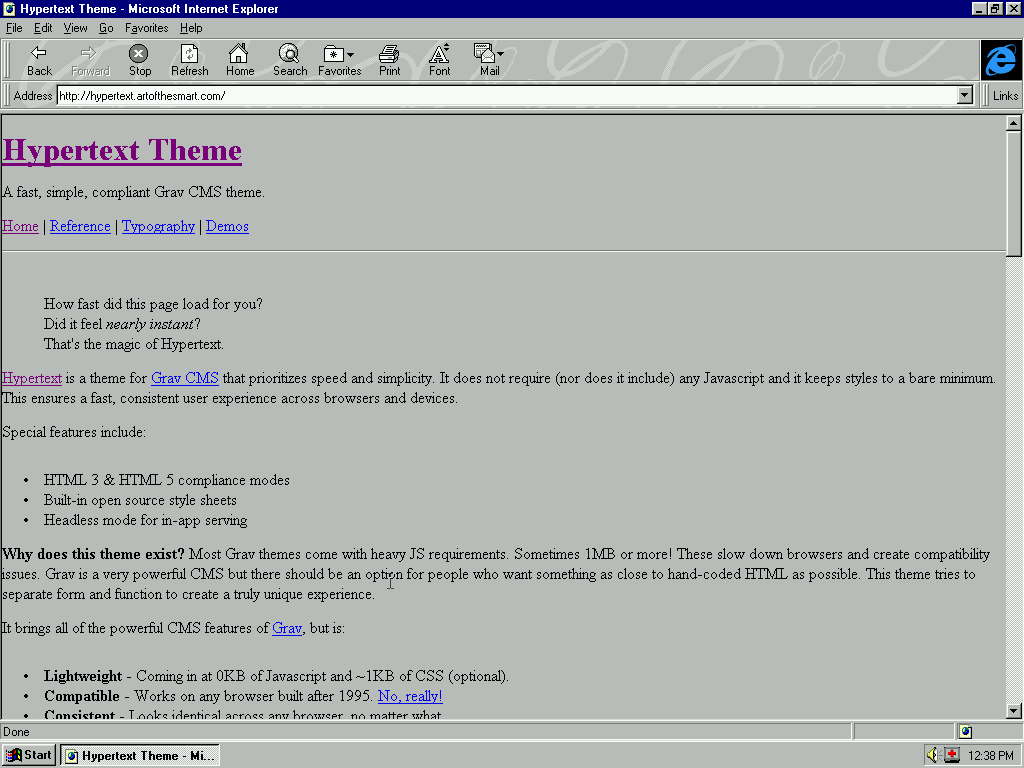 Hypertext Theme - Microsoft Internet Explorer
File Edit View Go Favorites Help
Back Forward Stop Refresh Home Search Favorites Print Font Mail
Address http://hypertext.artofthesmart.com/ Links
Hypertext Theme
A fast, simple, compliant Grav CMS theme.
Home | Reference | Typography | Demos
How fast did this page load for you?
Did it feel nearly instant?
That's the magic of Hypertext.
Hypertext is a theme for Grav CMS that prioritizes speed and simplicity. It does not require (nor does it include) any Javascript and it keeps styles to a bare minimum.
This ensures a fast, consistent user experience across browsers and devices.
Special features include:
• HTML 3 & HTML 5 compliance modes
• Built-in open source style sheets
• Headless mode for in-app serving
Why does this theme exist? Most Grav themes come with heavy JS requirements. Sometimes 1MB or more! These slow down browsers and create compatibility
issues. Grav is a very powerful CMS but there should be an option for people who want something as close to hand-coded HTML as possible. This theme tries to
separate form and function to create a truly unique experience.
It brings all of the powerful CMS features of Grav, but is:
• Lightweight - Coming in at 0KB of Javascript and ~1KB of CSS (optional).
• Compatible - Works on any browser built after 1995. No, really!
• Consistent - Looks identical across any browser, no matter what.
Done
Start Hypertext Theme - Mi... 12:38 PM